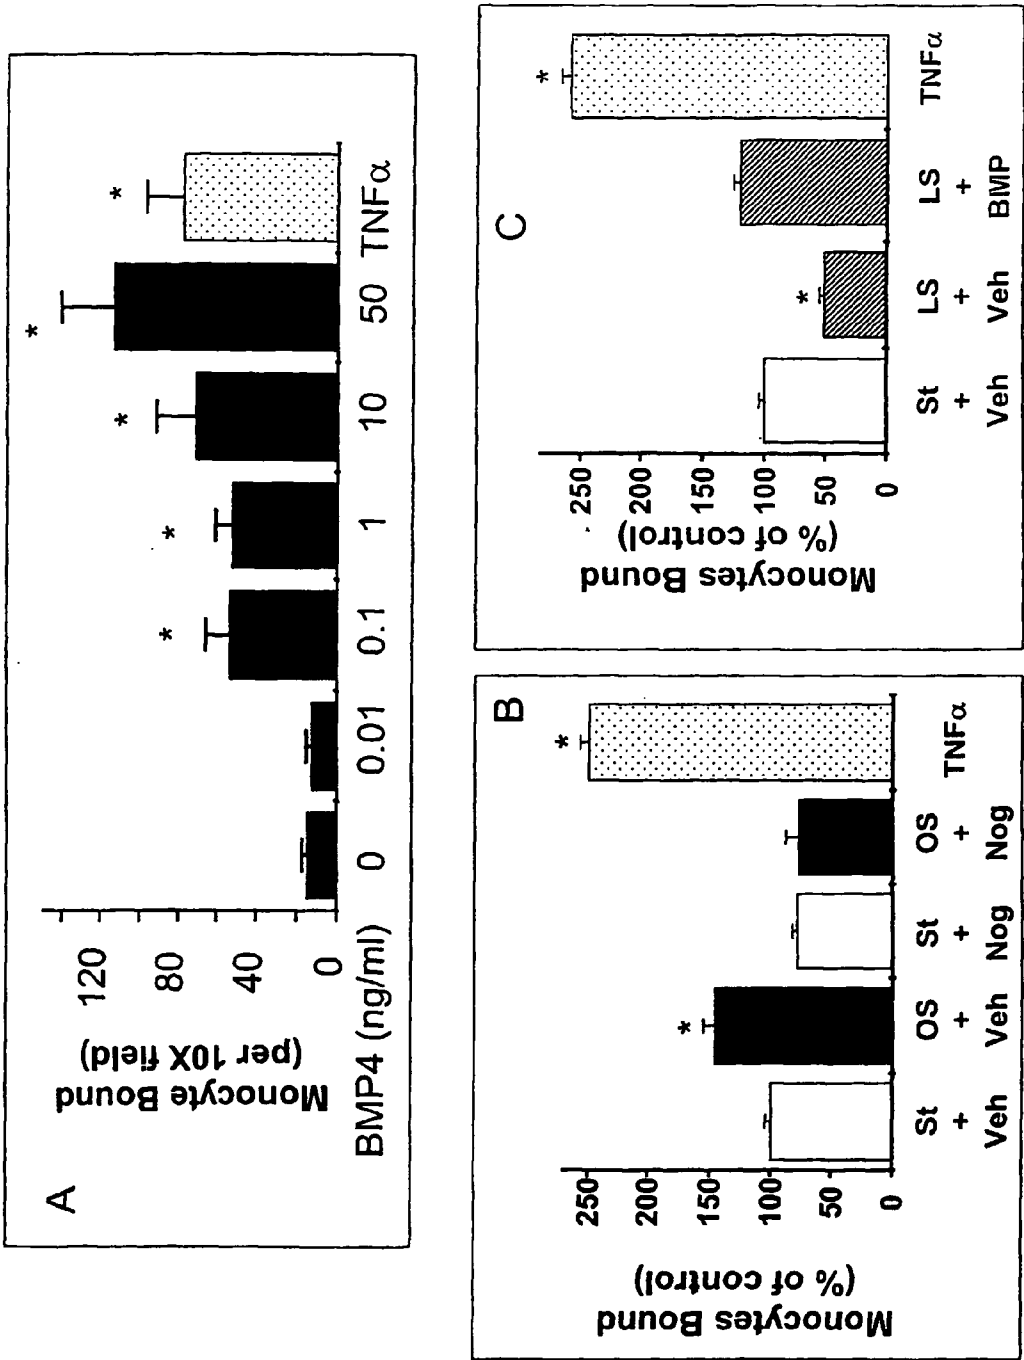 A
Monocyte Bound
(per 10X field)
120
80
40
0
BMP4 (ng/ml)
0 0.01 0.1 1 10 50 TNFα
* * * * *
B
Monocytes Bound
(% of control)
250
200
150
100
50
0
* *
St OS St OS TNFα
+ + + +
Veh Veh Nog Nog
C
Monocytes Bound
(% of control)
250
200
150
100
50
0
* *
St LS LS TNFα
+ + +
Veh Veh BMP